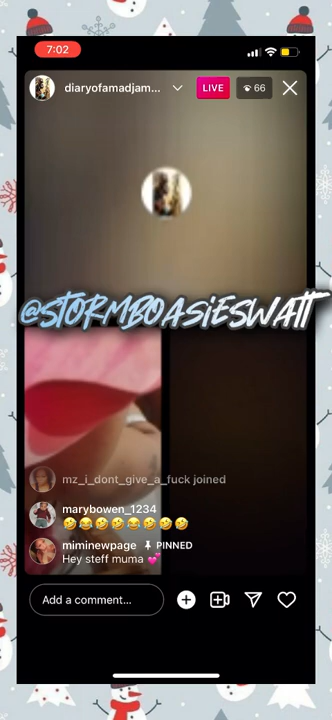 7:02
diaryofamadjam...
LIVE
66
@STORMBOASIESWATT
mz_i_dont_give_a_fuck joined
marybowen_1234
🤣😂🤣🤣😂🤣🤣🤣
miminewpage PINNED
Hey steff muma 💕
Add a comment...